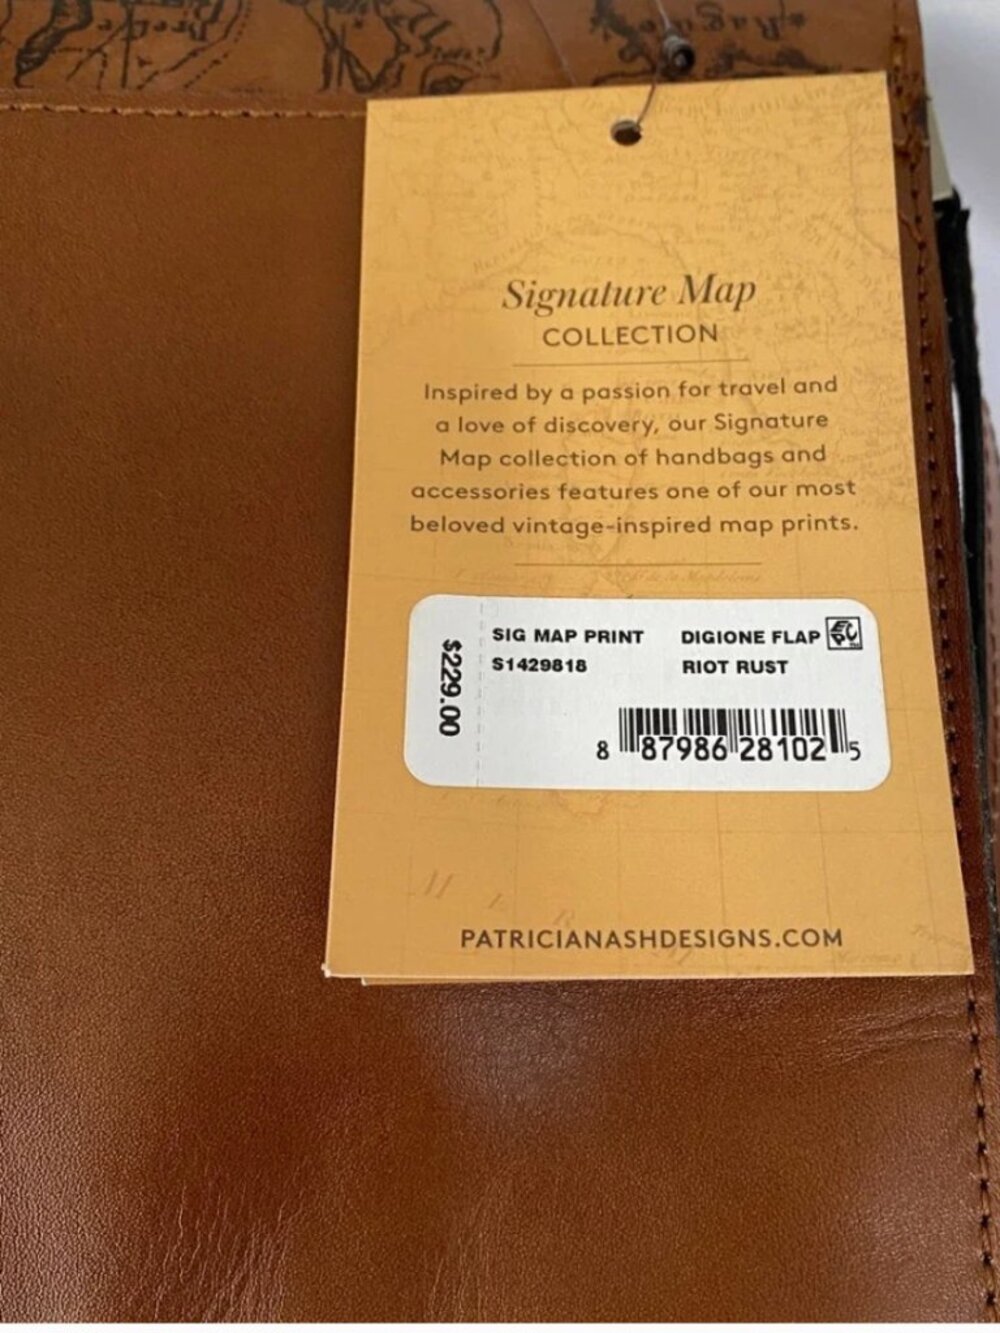 Signature Map
COLLECTION
Inspired by a passion for travel and
a love of discovery, our Signature
Map collection of handbags and
accessories features one of our most
beloved vintage-inspired map prints.
$229.00
SIG MAP PRINT DIGIONE FLAP
S1429818 RIOT RUST
8 87986 28102 5
PATRICIANASHDESIGNS.COM